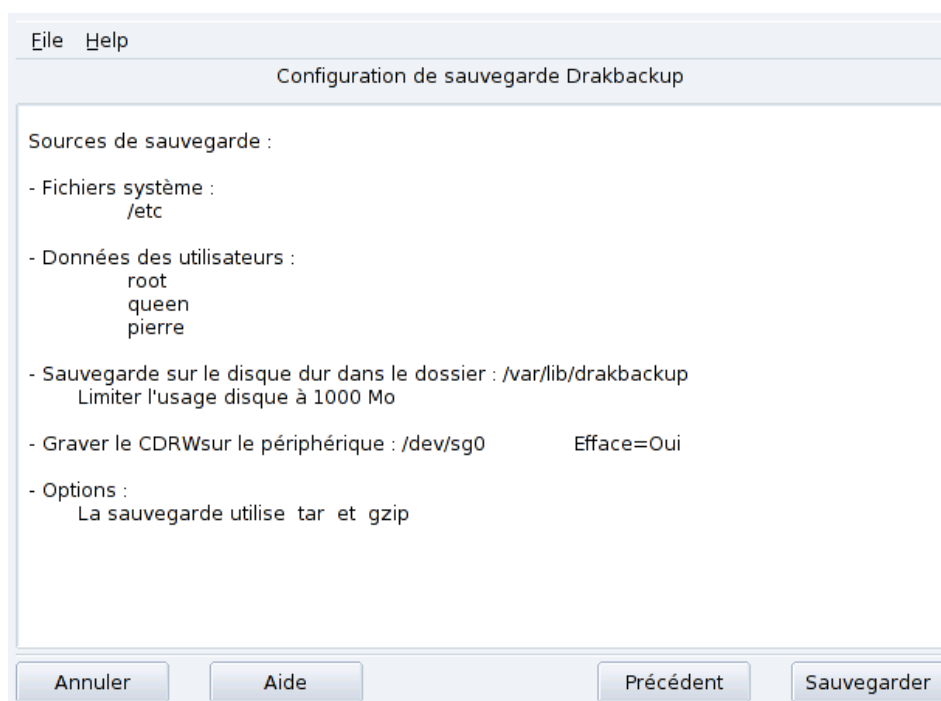 File Help
Configuration de sauvegarde Drakbackup
Sources de sauvegarde :
- Fichiers système :
/etc
- Données des utilisateurs :
root
queen
pierre
- Sauvegarde sur le disque dur dans le dossier : /var/lib/drakbackup
Limiter l'usage disque à 1000 Mo
- Graver le CDRWsur le périphérique : /dev/sg0 Efface=Oui
- Options :
La sauvegarde utilise tar et gzip
Annuler Aide Précédent Sauvegarder